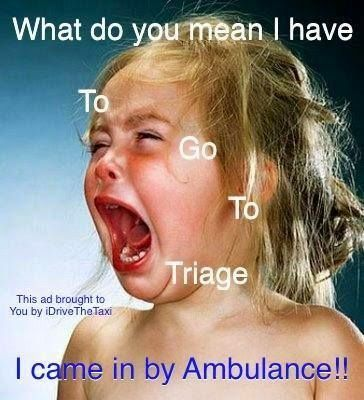 What do you mean I have
To
Go
To
Triage
This ad brought to
You by iDriveTheTaxi
I came in by Ambulance!!